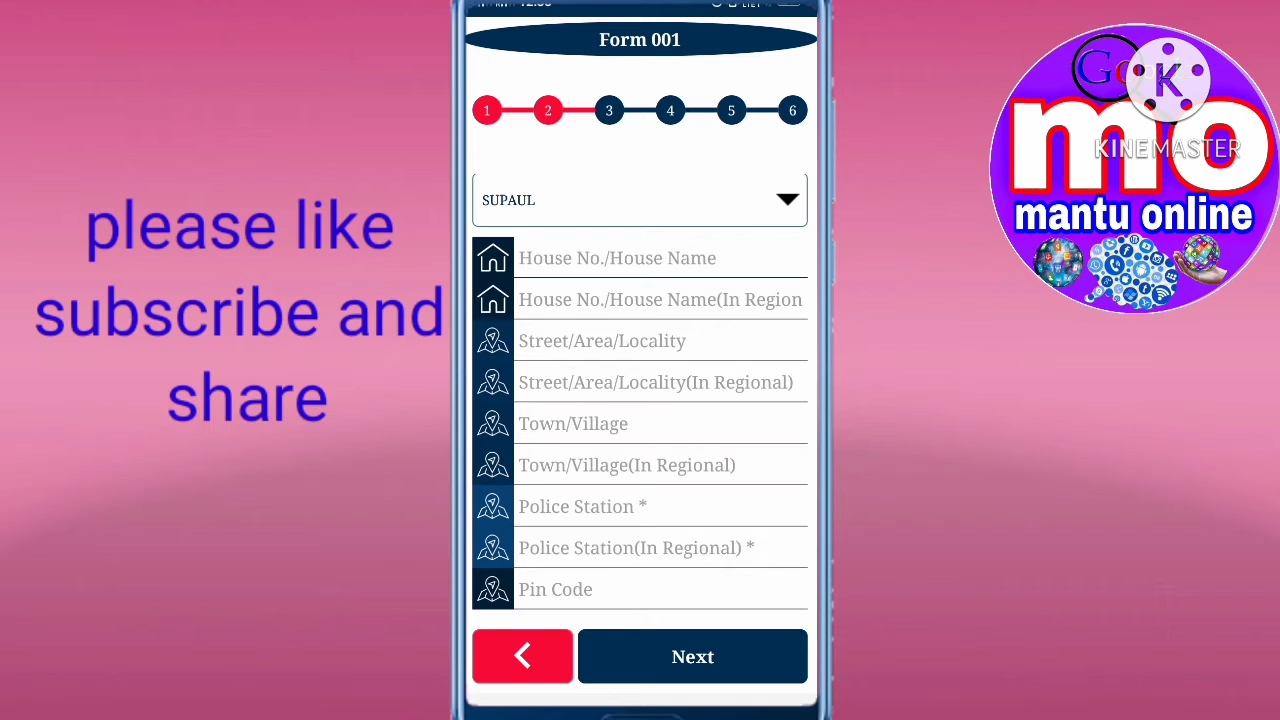 Form 001
1 2 3 4 5 6
SUPAUL
House No./House Name
House No./House Name(In Region
Street/Area/Locality
Street/Area/Locality(In Regional)
Town/Village
Town/Village(In Regional)
Police Station *
Police Station(In Regional) *
Pin Code
Next
please like
subscribe and
share
K
KINEMASTER
mo
mantu online